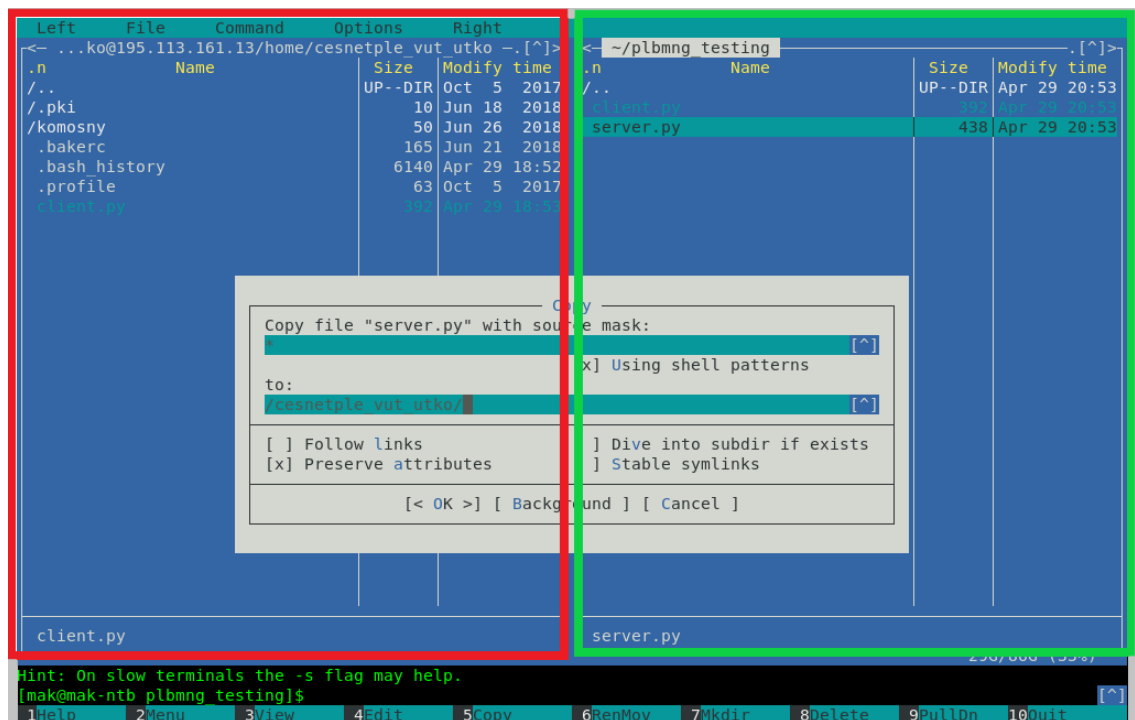 Left File Command Options Right
<— ...ko@195.113.161.13/home/cesnetple_vut_utko —.[^]>
.n Name Size Modify time
/.. UP--DIR Oct 5 2017
/.pki 10 Jun 18 2018
/komosny 50 Jun 26 2018
.bakerc 165 Jun 21 2018
.bash_history 6140 Apr 29 18:52
.profile 63 Oct 5 2017
client.py 392 Apr 29 18:53
client.py
<— ~/plbmng_testing —.[^]>
.n Name Size Modify time
/.. UP--DIR Apr 29 20:53
client.py 392 Apr 29 20:53
server.py 438 Apr 29 20:53
server.py
Copy
Copy file "server.py" with source mask:
* [^]
x] Using shell patterns
to:
/cesnetple_vut_utko/ [^]
[ ] Follow links ] Dive into subdir if exists
[x] Preserve attributes ] Stable symlinks
[< OK >] [ Background ] [ Cancel ]
Hint: On slow terminals the -s flag may help.
[mak@mak-ntb plbmng_testing]$ [^]
1Help 2Menu 3View 4Edit 5Copy 6RenMov 7Mkdir 8Delete 9PullDn 10Quit